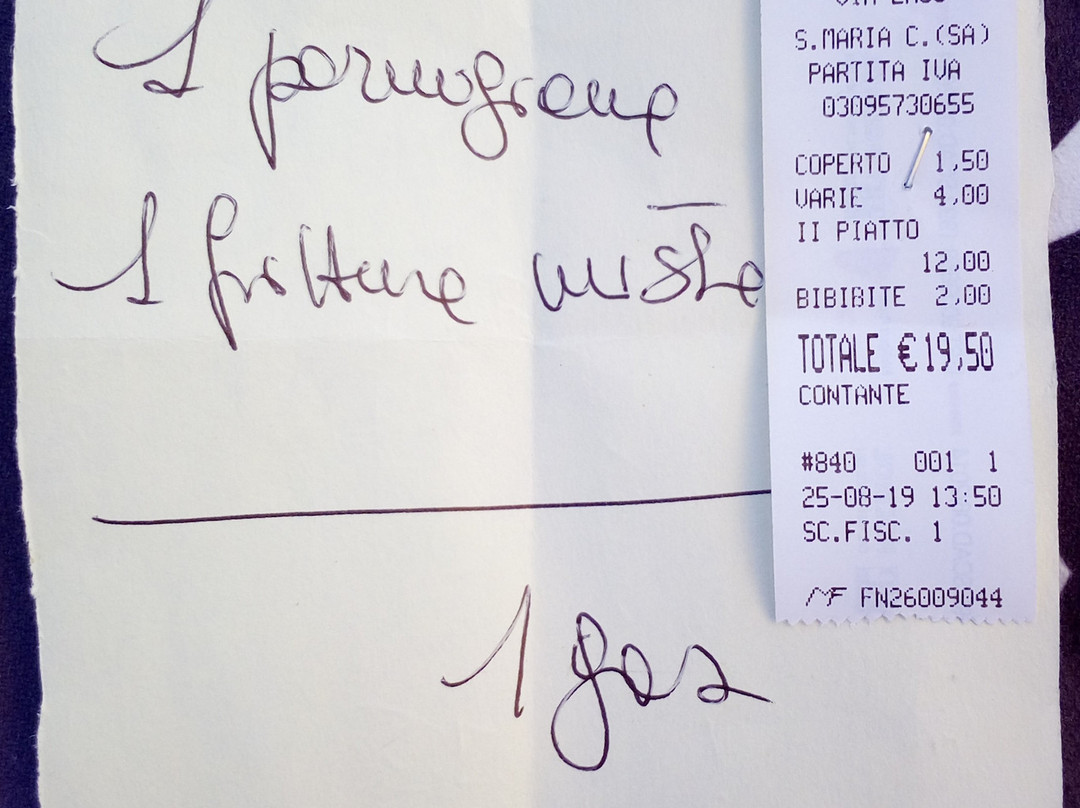 1 parmigiana
1 frittura mista
1 gas
S.MARIA C.(SA)
PARTITA IVA
03095730655
COPERTO 1,50
VARIE 4,00
II PIATTO
12,00
BIBIBITE 2,00
TOTALE €19,50
CONTANTE
#840 001 1
25-08-19 13:50
SC.FISC. 1
MF FN26009044